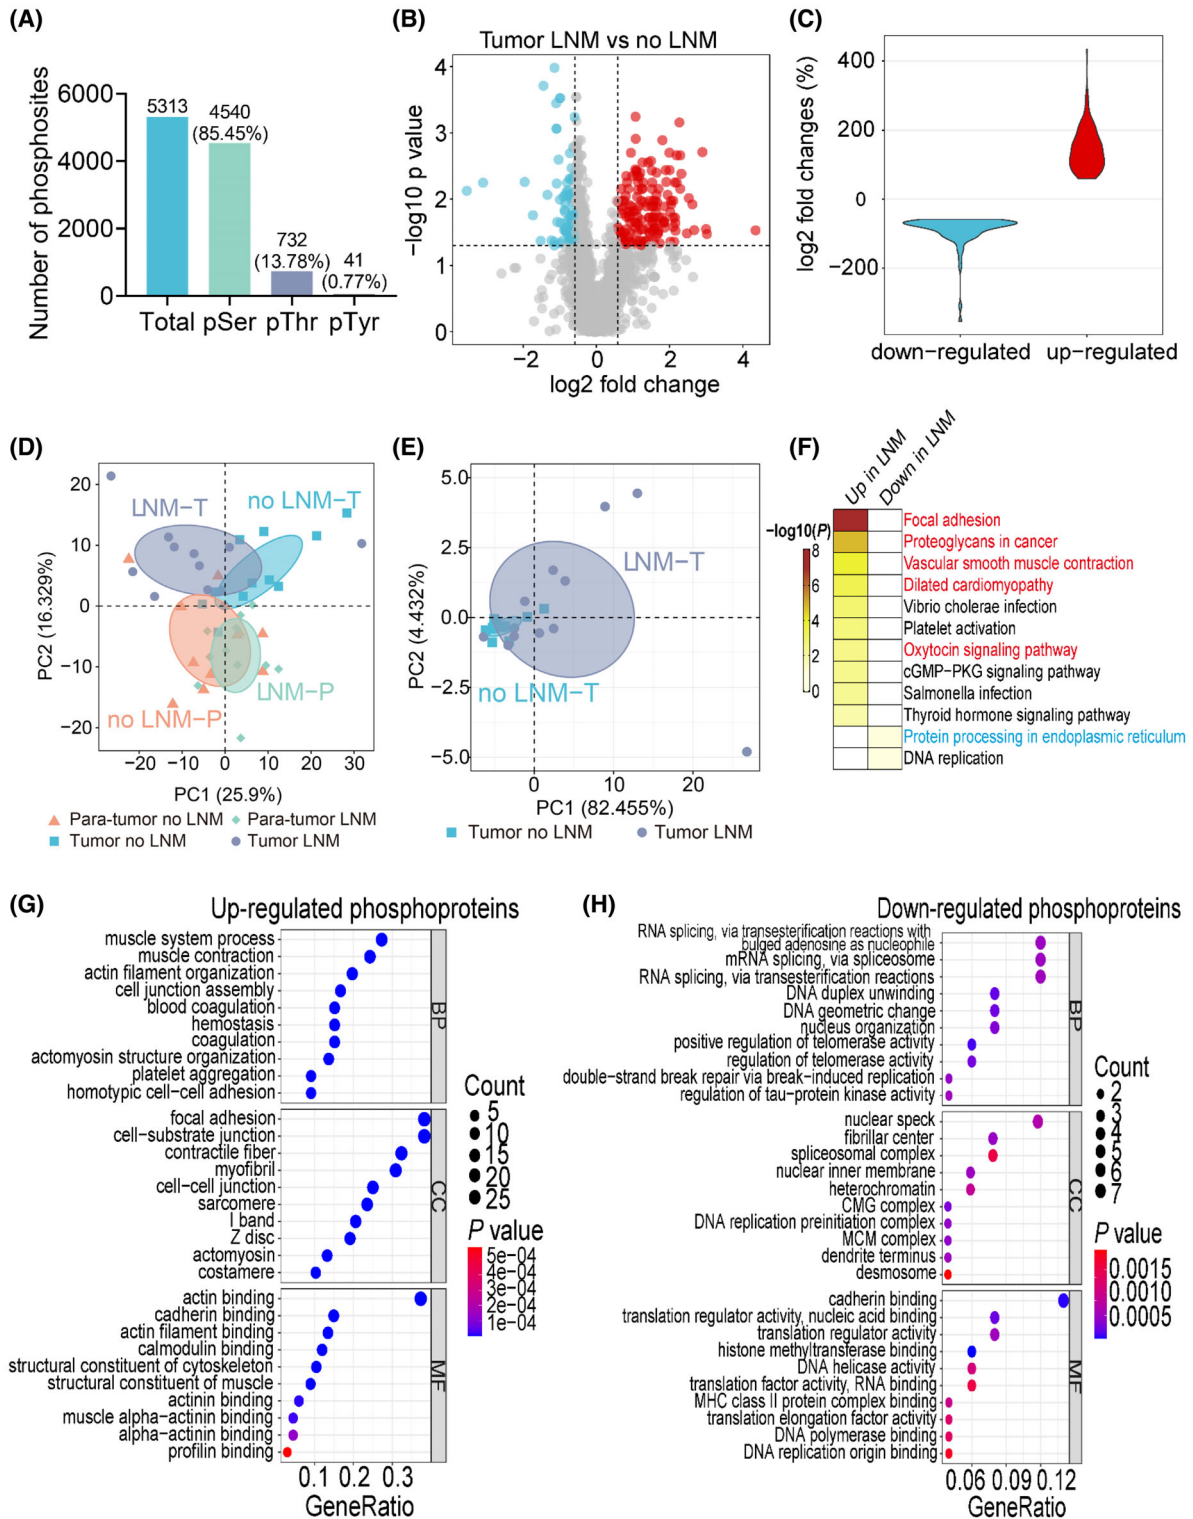 (A)
Number of phosphosites
6000
4000
2000
0
5313
4540
(85.45%)
732
(13.78%)
41
(0.77%)
Total pSer pThr pTyr
(B)
Tumor LNM vs no LNM
−log10 p value
4
3
2
1
0
−2 0 2 4
log2 fold change
(C)
log2 fold changes (%)
400
200
0
−200
down−regulated up−regulated
(D)
PC2 (16.329%)
20
10
0
−10
−20
LNM−T
no LNM−T
LNM−P
no LNM−P
−20 −10 0 10 20 30
PC1 (25.9%)
Para-tumor no LNM Para-tumor LNM
Tumor no LNM Tumor LNM
(E)
PC2 (4.432%)
5.0
2.5
0.0
−2.5
−5.0
LNM−T
no LNM−T
0 10 20
PC1 (82.455%)
Tumor no LNM Tumor LNM
(F)
Up in LNM
Down in LNM
−log10(P)
8
6
4
2
0
Focal adhesion
Proteoglycans in cancer
Vascular smooth muscle contraction
Dilated cardiomyopathy
Vibrio cholerae infection
Platelet activation
Oxytocin signaling pathway
cGMP−PKG signaling pathway
Salmonella infection
Thyroid hormone signaling pathway
Protein processing in endoplasmic reticulum
DNA replication
(G)
Up-regulated phosphoproteins
muscle system process
muscle contraction
actin filament organization
cell junction assembly
blood coagulation
hemostasis
coagulation
actomyosin structure organization
platelet aggregation
homotypic cell−cell adhesion
BP
focal adhesion
cell−substrate junction
contractile fiber
myofibril
cell−cell junction
sarcomere
I band
Z disc
actomyosin
costamere
CC
actin binding
cadherin binding
actin filament binding
calmodulin binding
structural constituent of cytoskeleton
structural constituent of muscle
actinin binding
muscle alpha−actinin binding
alpha−actinin binding
profilin binding
MF
0.1 0.2 0.3
GeneRatio
Count
5
10
15
20
25
P value
5e−04
4e−04
3e−04
2e−04
1e−04
(H)
Down-regulated phosphoproteins
RNA splicing, via transesterification reactions with
bulged adenosine as nucleophile
mRNA splicing, via spliceosome
RNA splicing, via transesterification reactions
DNA duplex unwinding
DNA geometric change
nucleus organization
positive regulation of telomerase activity
regulation of telomerase activity
double−strand break repair via break−induced replication
regulation of tau−protein kinase activity
BP
nuclear speck
fibrillar center
spliceosomal complex
nuclear inner membrane
heterochromatin
CMG complex
DNA replication preinitiation complex
MCM complex
dendrite terminus
desmosome
CC
cadherin binding
translation regulator activity, nucleic acid binding
translation regulator activity
histone methyltransferase binding
DNA helicase activity
translation factor activity, RNA binding
MHC class II protein complex binding
translation elongation factor activity
DNA polymerase binding
DNA replication origin binding
MF
0.06 0.09 0.12
GeneRatio
Count
2
3
4
5
6
7
P value
0.0015
0.0010
0.0005